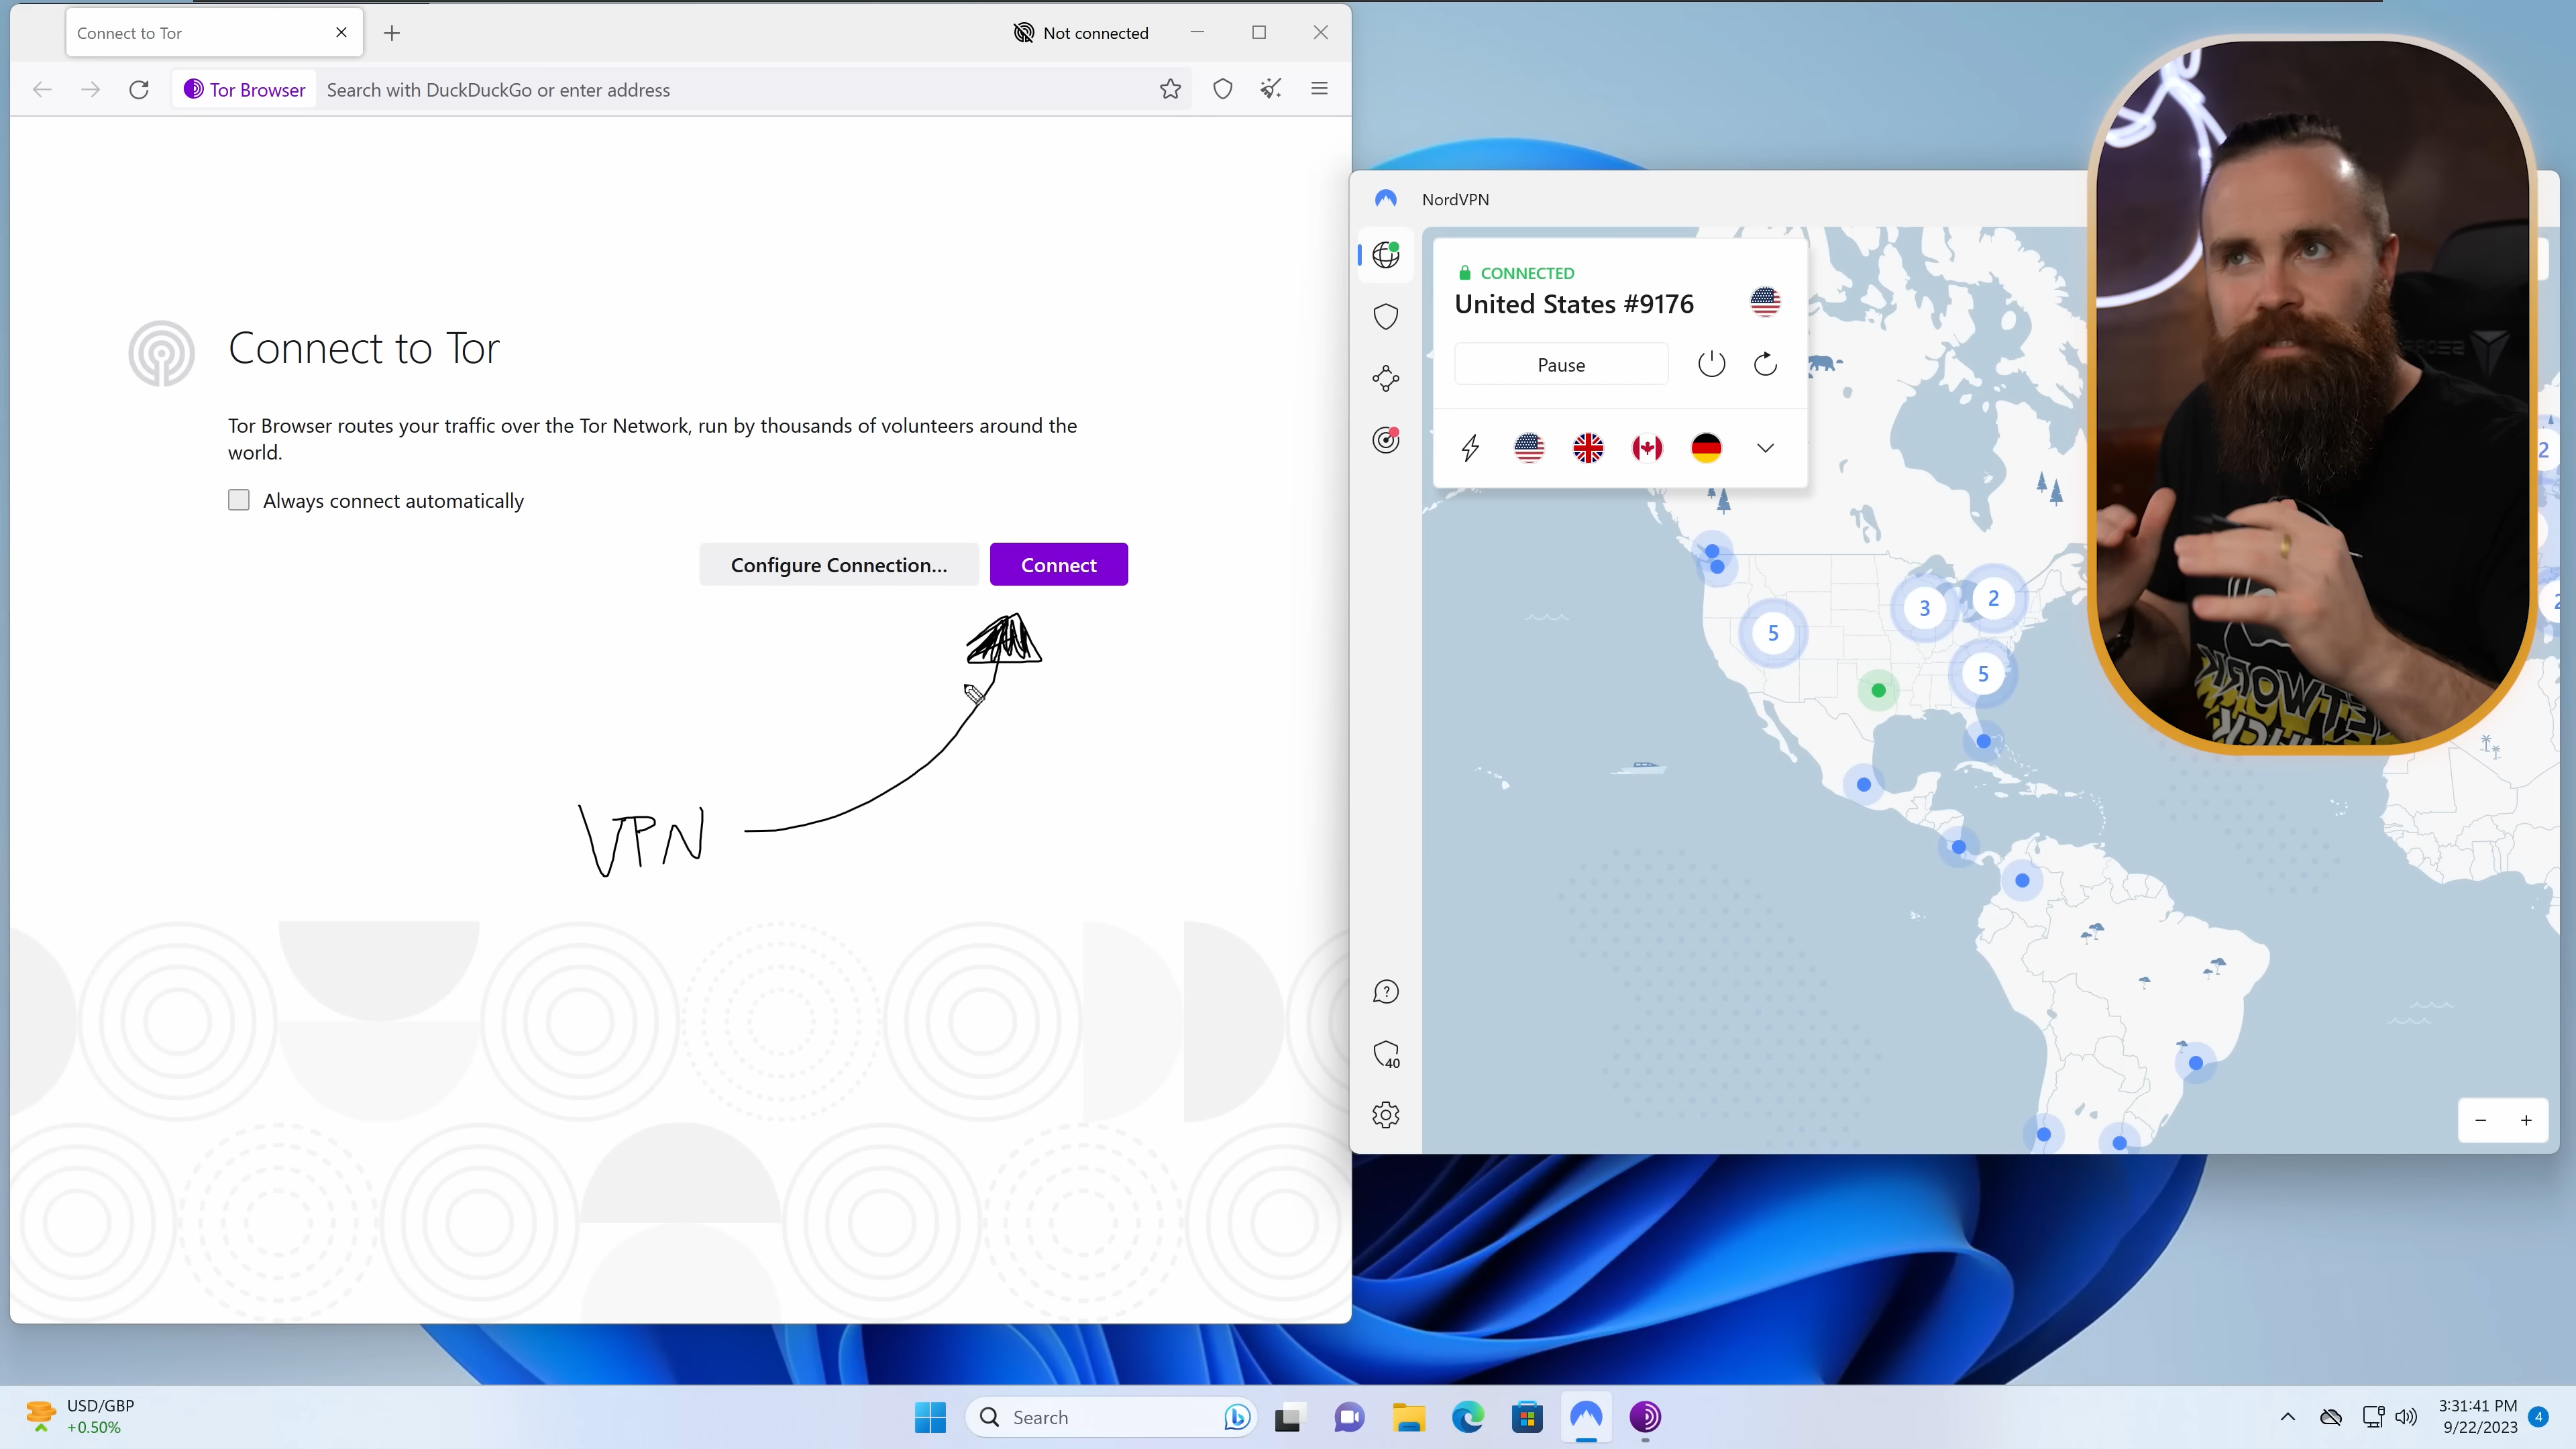 Connect to Tor
Not connected
Tor Browser
Search with DuckDuckGo or enter address
Connect to Tor
Tor Browser routes your traffic over the Tor Network, run by thousands of volunteers around the
world.
Always connect automatically
Configure Connection...
Connect
VPN
NordVPN
CONNECTED
United States #9176
Pause
5
3
2
5
2
2
40
USD/GBP
+0.50%
Search
3:31:41 PM
9/22/2023
4